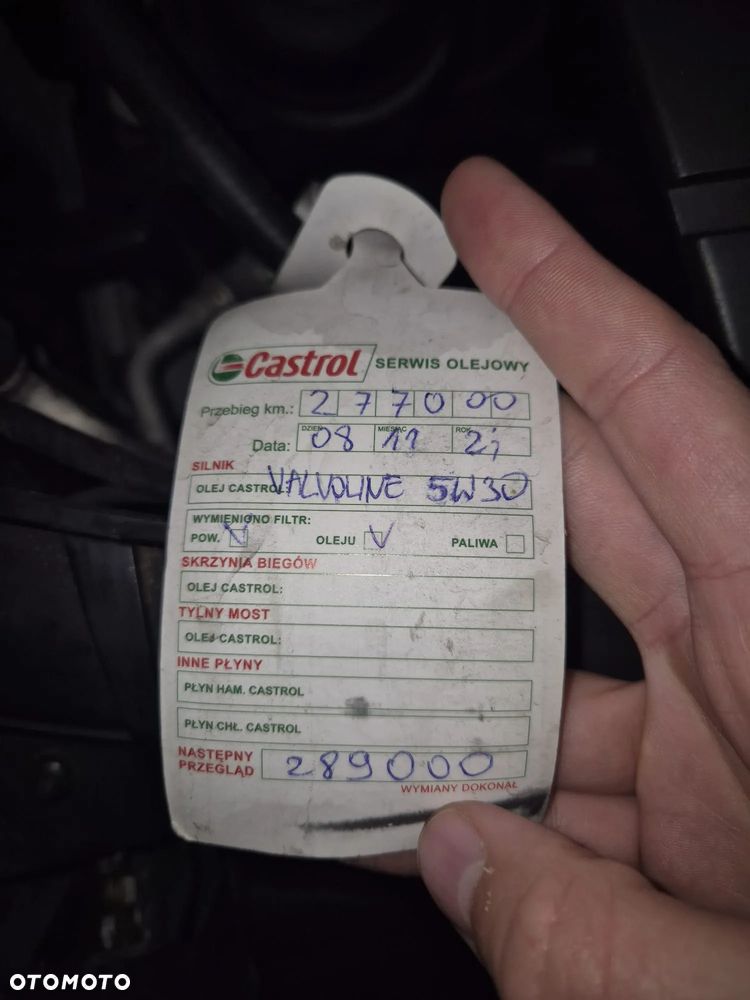 Castrol SERWIS OLEJOWY
Przebieg km.: 277000
DZIEŃ MIESIĄC ROK
Data: 08 11 21
SILNIK
OLEJ CASTROL: VALVOLINE 5W30
WYMIENIONO FILTR:
POW. V OLEJU V PALIWA
SKRZYNIA BIEGÓW
OLEJ CASTROL:
TYLNY MOST
OLEJ CASTROL:
INNE PŁYNY
PŁYN HAM. CASTROL
PŁYN CHŁ. CASTROL
NASTĘPNY
PRZEGLĄD 289000
WYMIANY DOKONAŁ
OTOMOTO